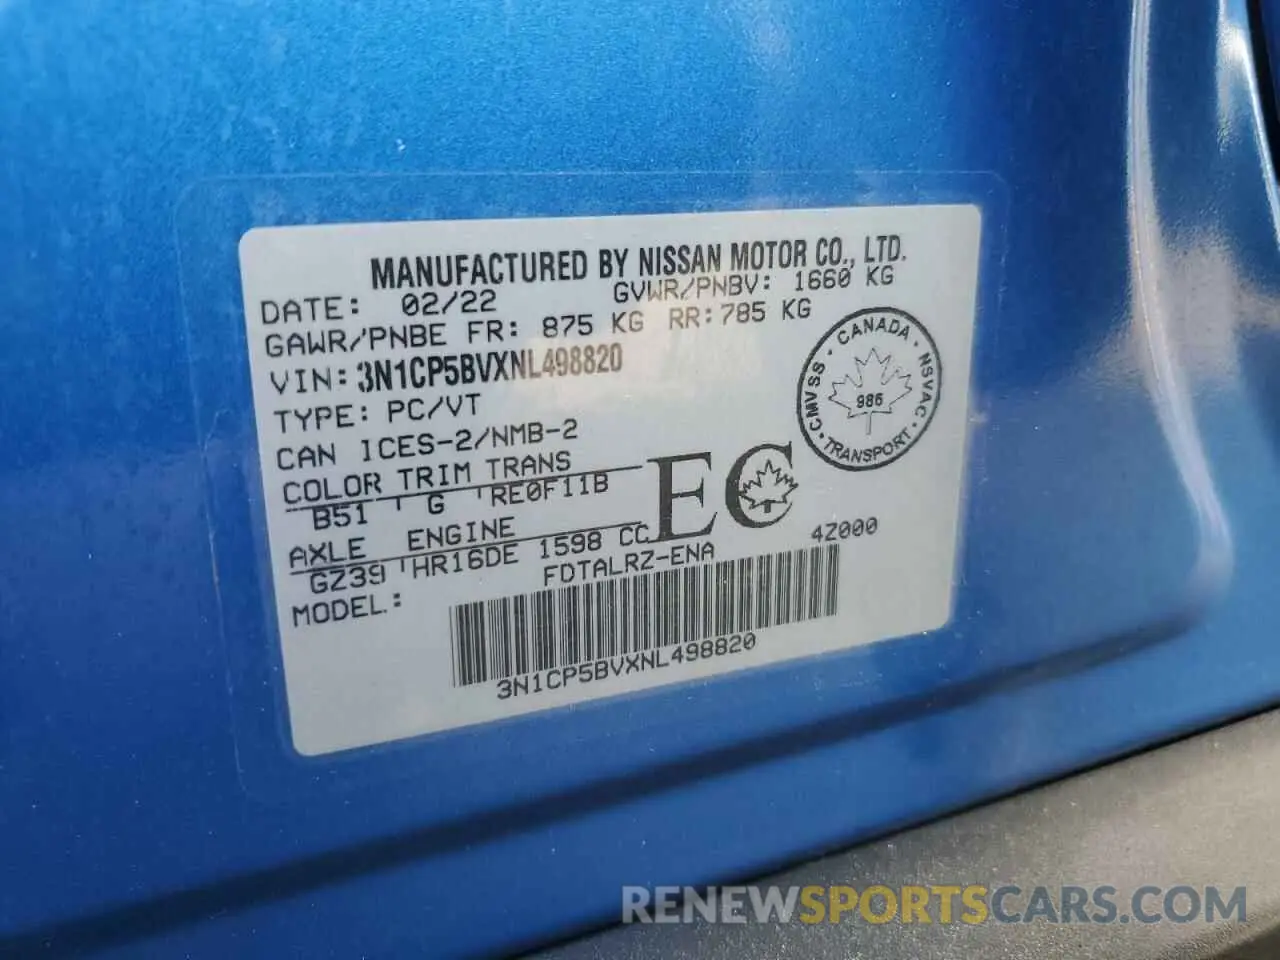 MANUFACTURED BY NISSAN MOTOR CO., LTD.
DATE: 02/22 GVWR/PNBV: 1660 KG
GAWR/PNBE FR: 875 KG RR: 785 KG
VIN: 3N1CP5BVXNL498820
TYPE: PC/VT
CAN ICES-2/NMB-2
COLOR TRIM TRANS
B51 G RE0F11B
AXLE ENGINE
GZ39 HR16DE 1598 CC
MODEL: FDTALRZ-ENA 4Z000
3N1CP5BVXNL498820
CANADA
CMVSS NSVAC
986
TRANSPORT
EC
RENEWSPORTSCARS.COM